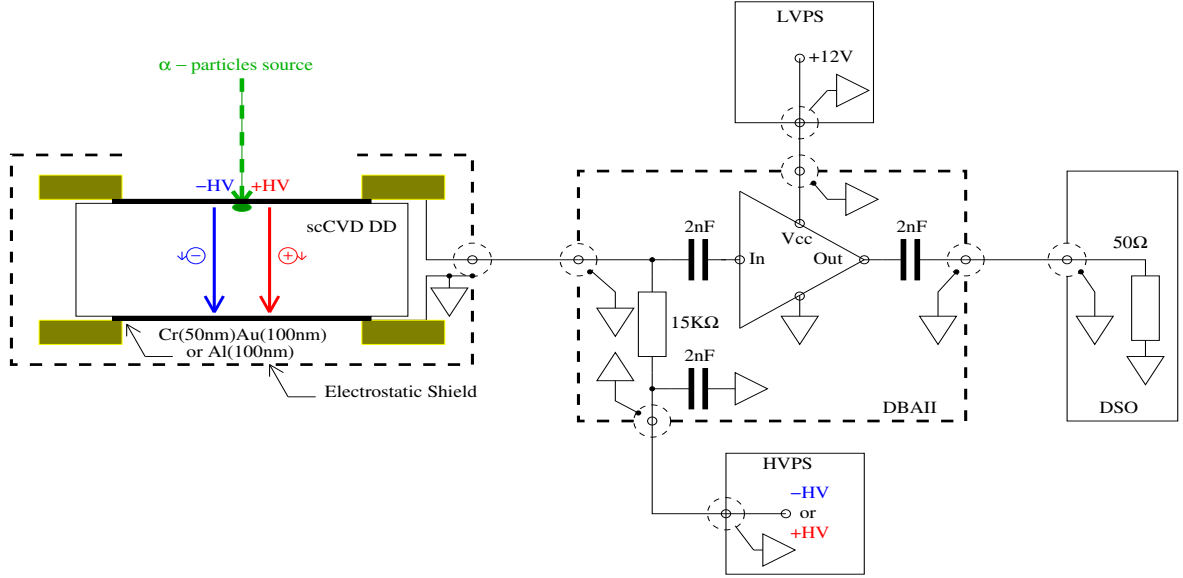 LVPS
+12V
α – particles source
−HV +HV
scCVD DD
−
+
Cr(50nm)Au(100nm)
or Al(100nm)
Electrostatic Shield
2nF
Vcc
In
Out
2nF
15KΩ
2nF
DBAII
50Ω
DSO
HVPS
−HV
or
+HV